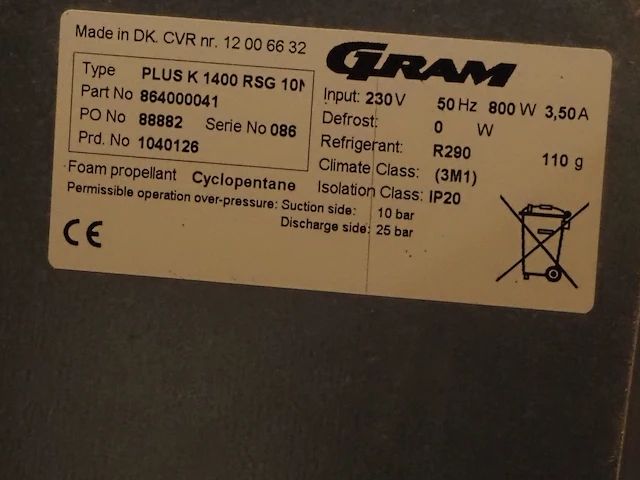 Made in DK. CVR nr. 12 00 66 32
GRAM
Type PLUS K 1400 RSG 10N
Part No 864000041
PO No 88882 Serie No 086
Prd. No 1040126
Input: 230V 50 Hz 800 W 3,50A
Defrost: 0 W
Refrigerant: R290 110 g
Climate Class: (3M1)
Isolation Class: IP20
Foam propellant Cyclopentane
Permissible operation over-pressure: Suction side: 10 bar
Discharge side: 25 bar
CE